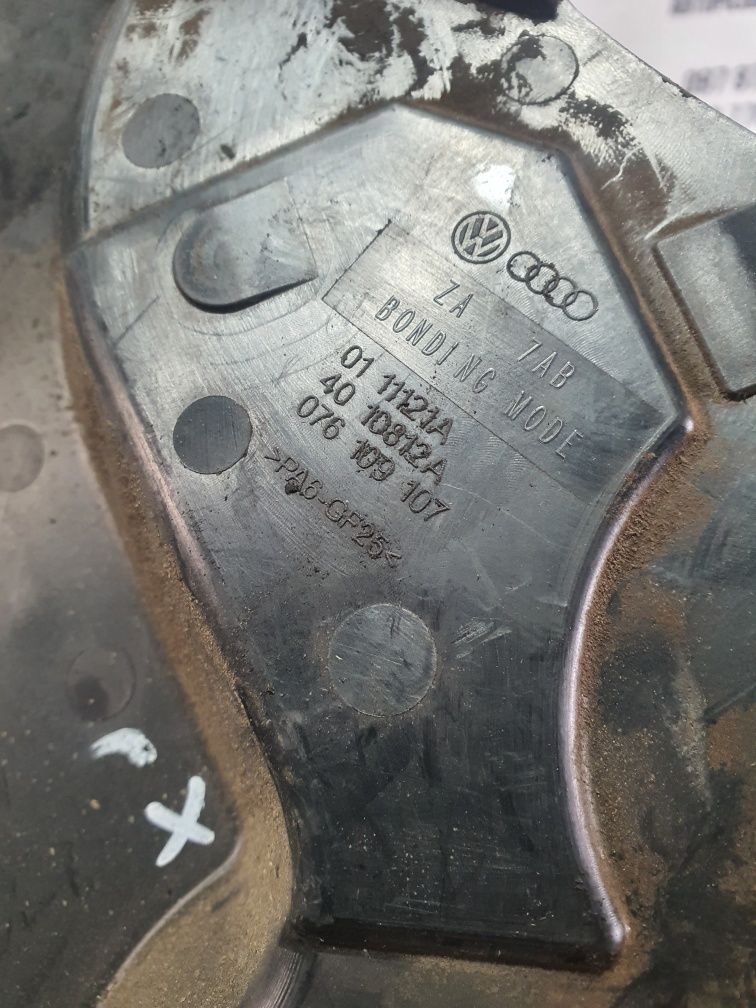 ZA 7AB
BONDING MODE
01 11121A
40 10812A
076 109 107
>PA6-GF25<
X